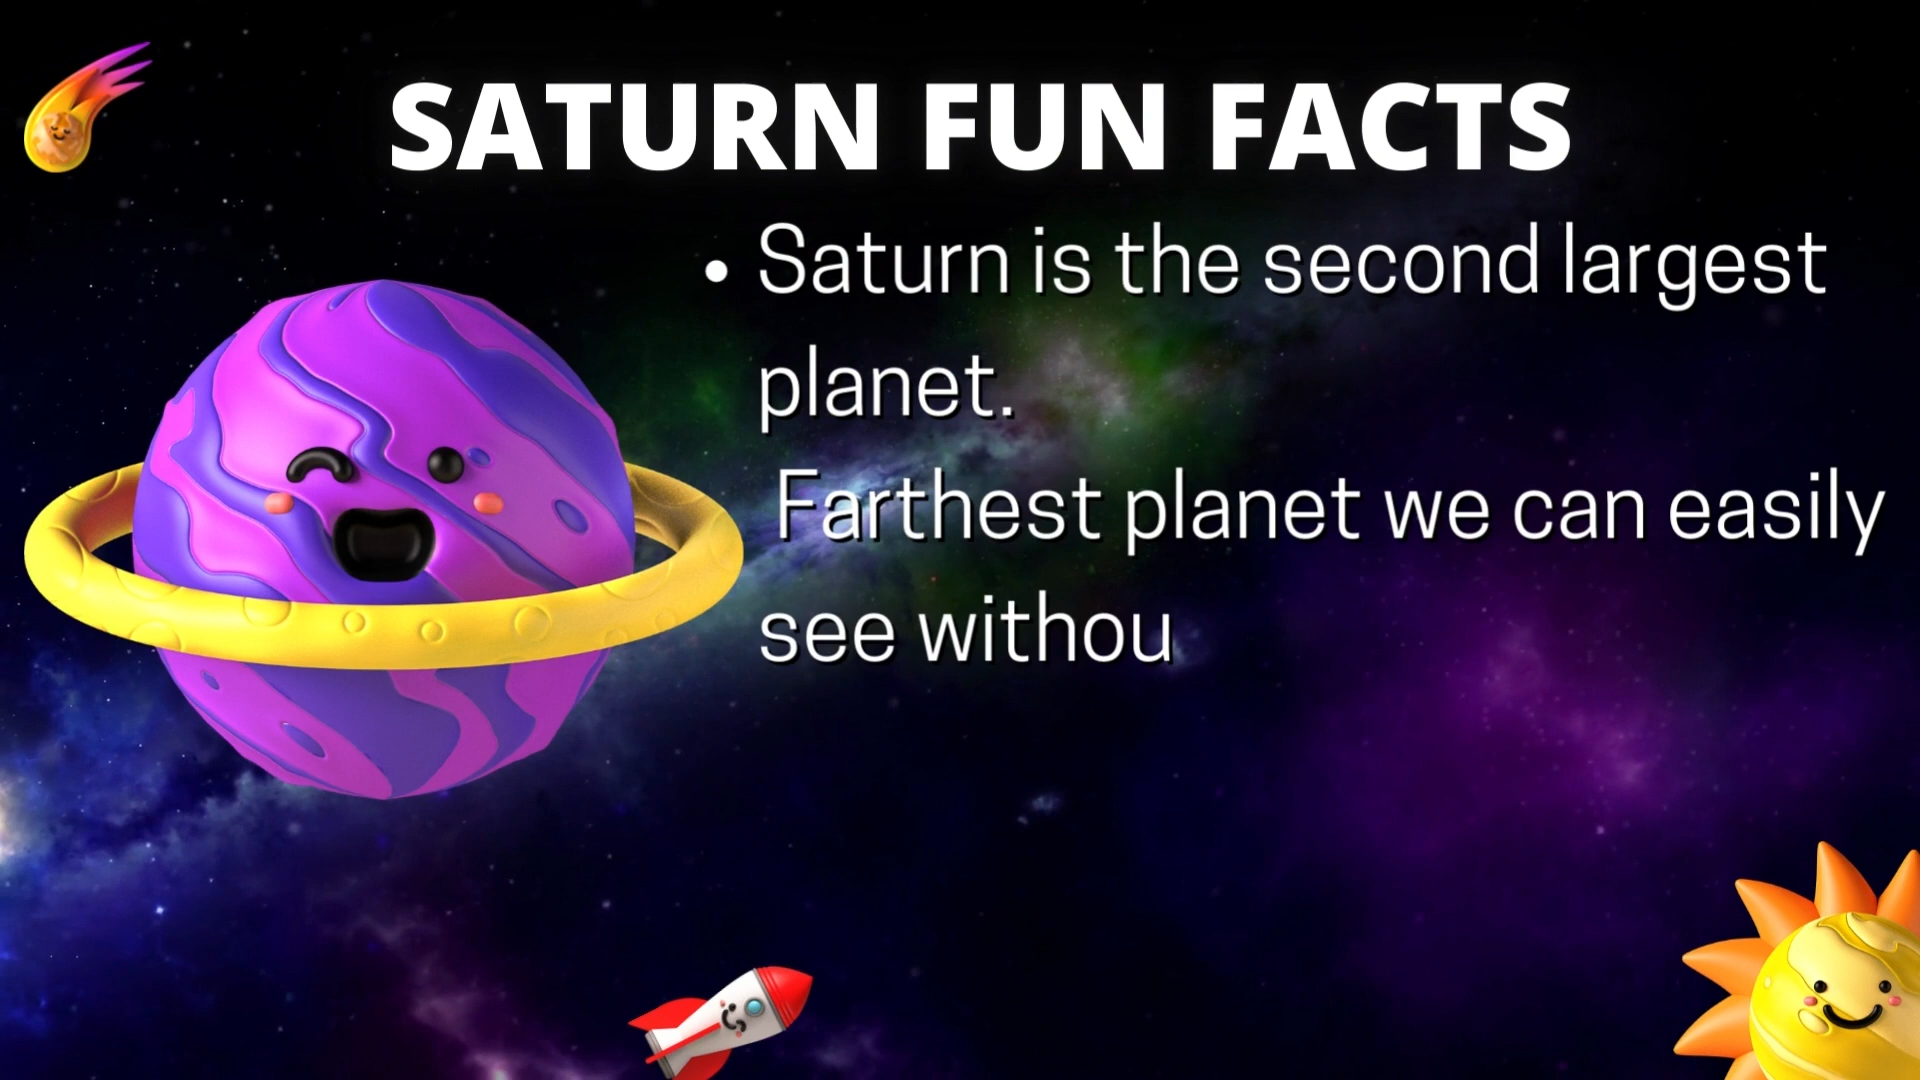 SATURN FUN FACTS
• Saturn is the second largest
planet.
Farthest planet we can easily
see withou